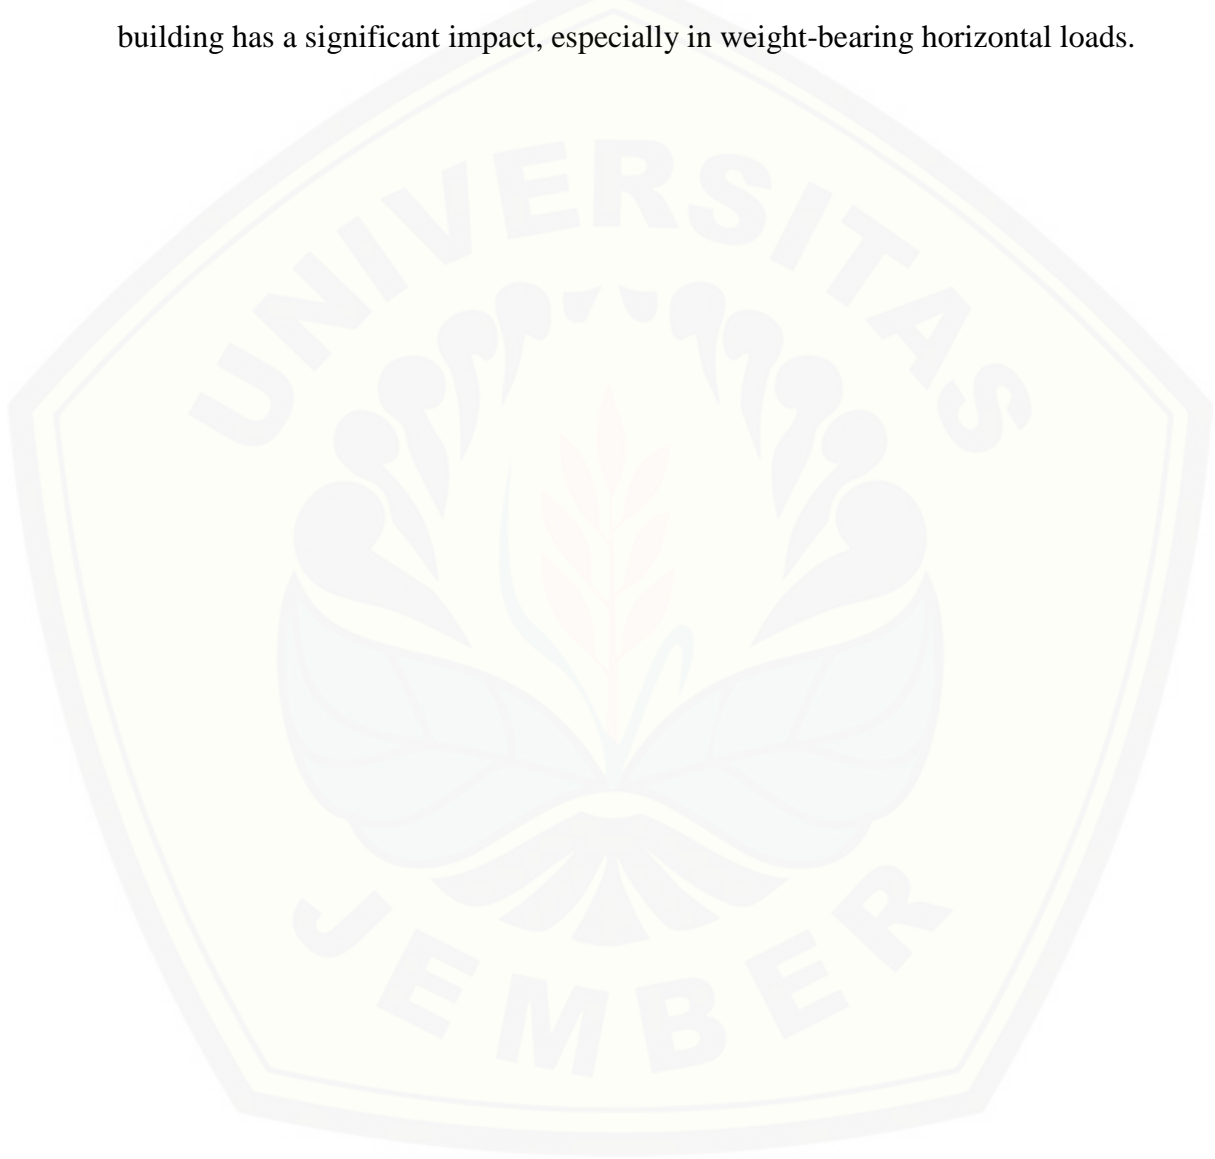 building has a significant impact, especially in weight-bearing horizontal loads.
UNIVERSITAS
JEMBER